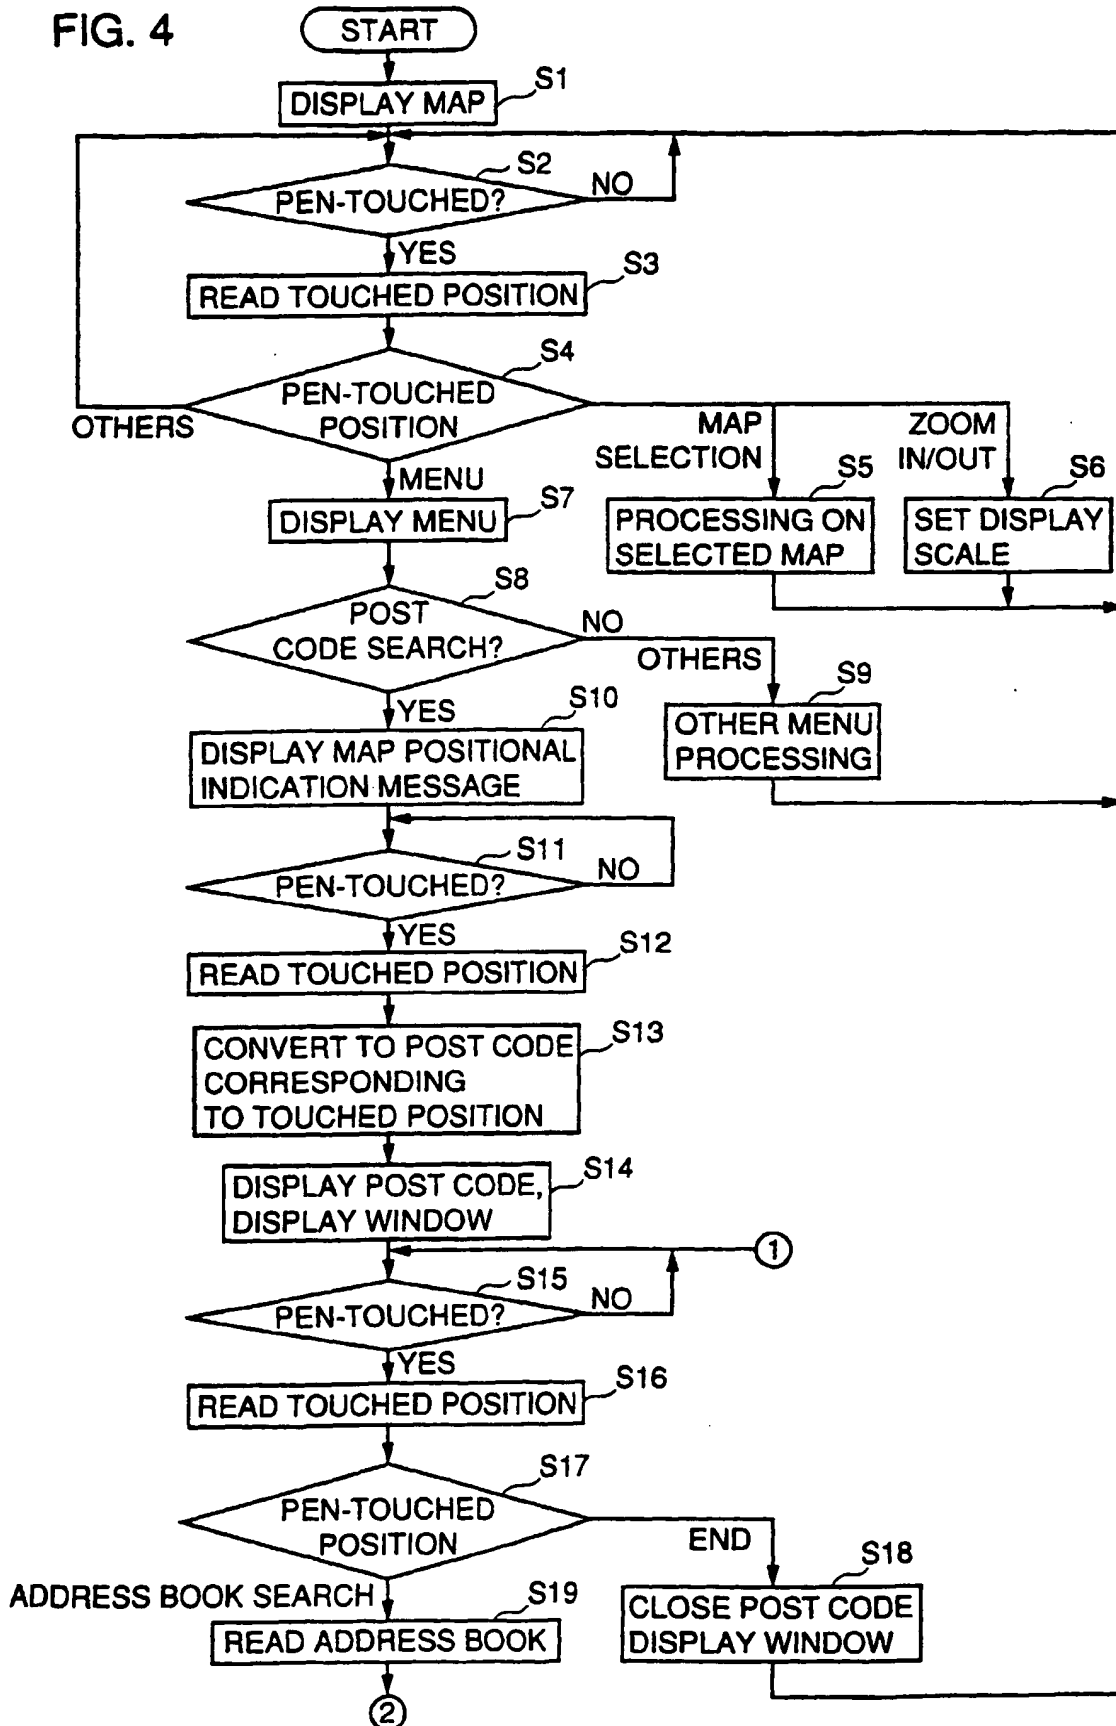 FIG. 4
START
S1
DISPLAY MAP
S2
PEN-TOUCHED?
NO
YES
S3
READ TOUCHED POSITION
S4
PEN-TOUCHED
POSITION
OTHERS
MAP
SELECTION
ZOOM
IN/OUT
MENU
S5
S6
S7
DISPLAY MENU
PROCESSING ON
SELECTED MAP
SET DISPLAY
SCALE
S8
POST
CODE SEARCH?
NO
OTHERS
S9
YES
S10
OTHER MENU
PROCESSING
DISPLAY MAP POSITIONAL
INDICATION MESSAGE
S11
PEN-TOUCHED?
NO
YES
S12
READ TOUCHED POSITION
S13
CONVERT TO POST CODE
CORRESPONDING
TO TOUCHED POSITION
S14
DISPLAY POST CODE,
DISPLAY WINDOW
1
S15
PEN-TOUCHED?
NO
YES
S16
READ TOUCHED POSITION
S17
PEN-TOUCHED
POSITION
END
S18
ADDRESS BOOK SEARCH
S19
READ ADDRESS BOOK
CLOSE POST CODE
DISPLAY WINDOW
2